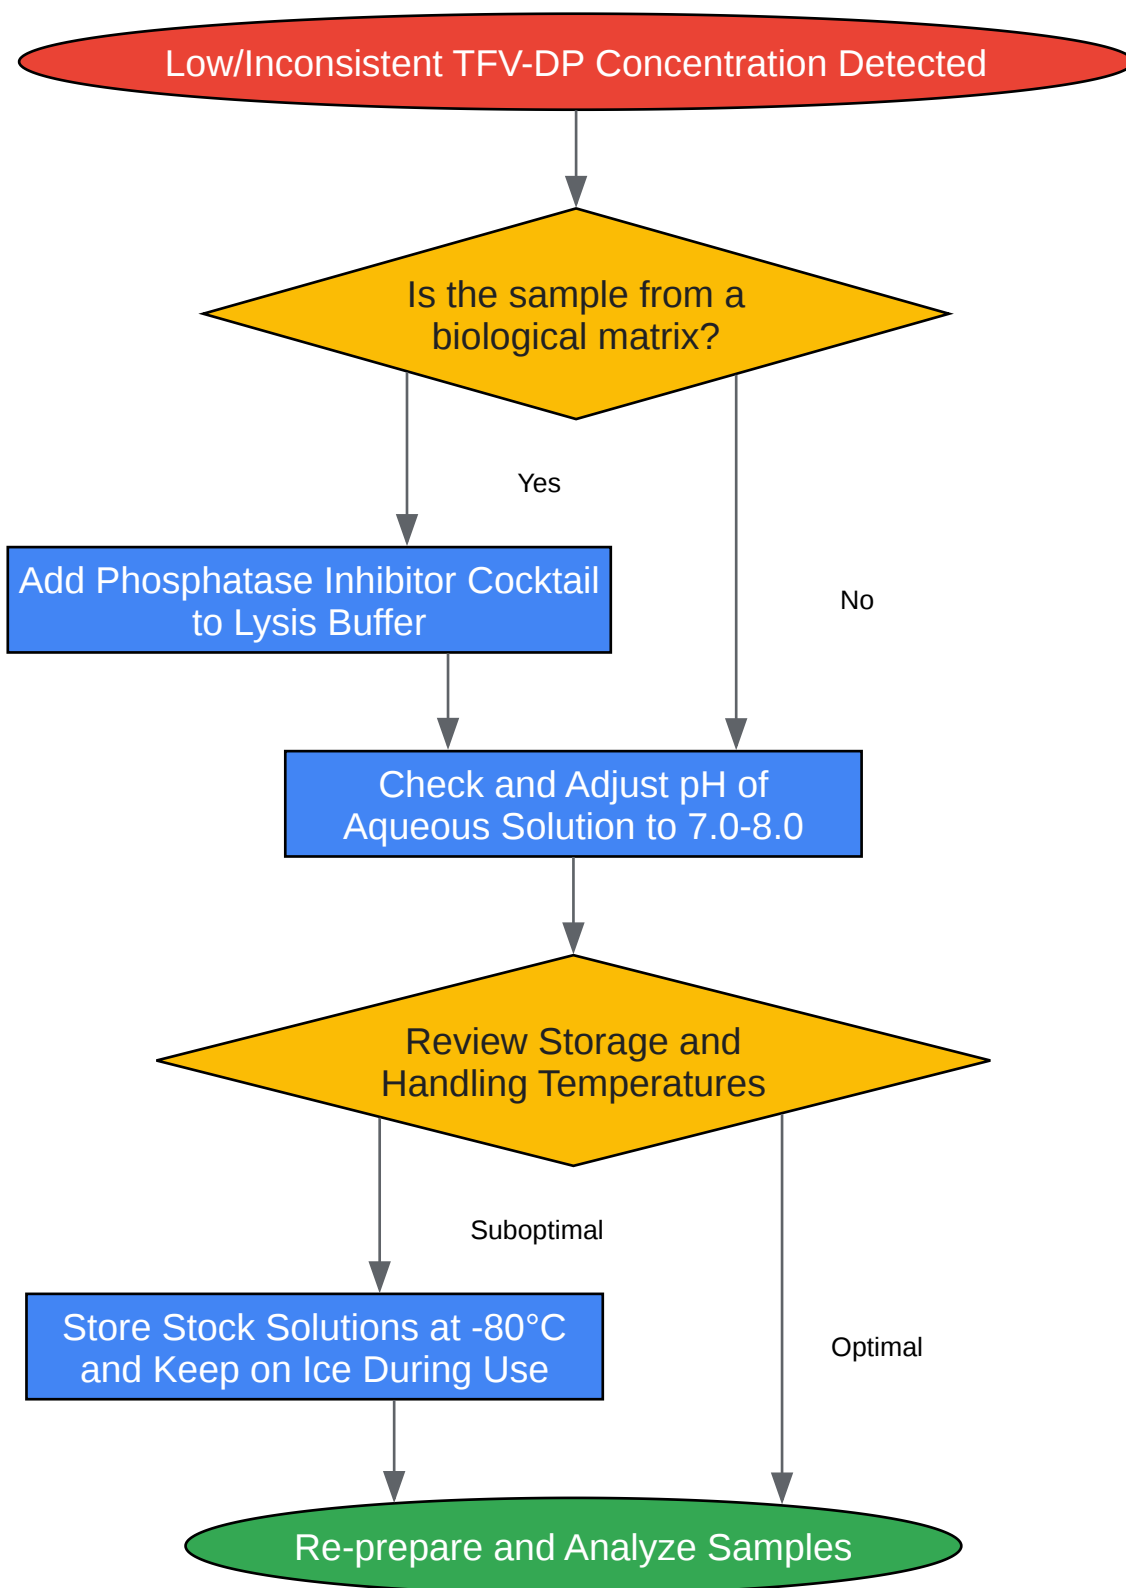 Low/Inconsistent TFV-DP Concentration Detected
Is the sample from a
biological matrix?
Yes
Add Phosphatase Inhibitor Cocktail
to Lysis Buffer
No
Check and Adjust pH of
Aqueous Solution to 7.0-8.0
Review Storage and
Handling Temperatures
Suboptimal
Store Stock Solutions at -80°C
and Keep on Ice During Use
Optimal
Re-prepare and Analyze Samples